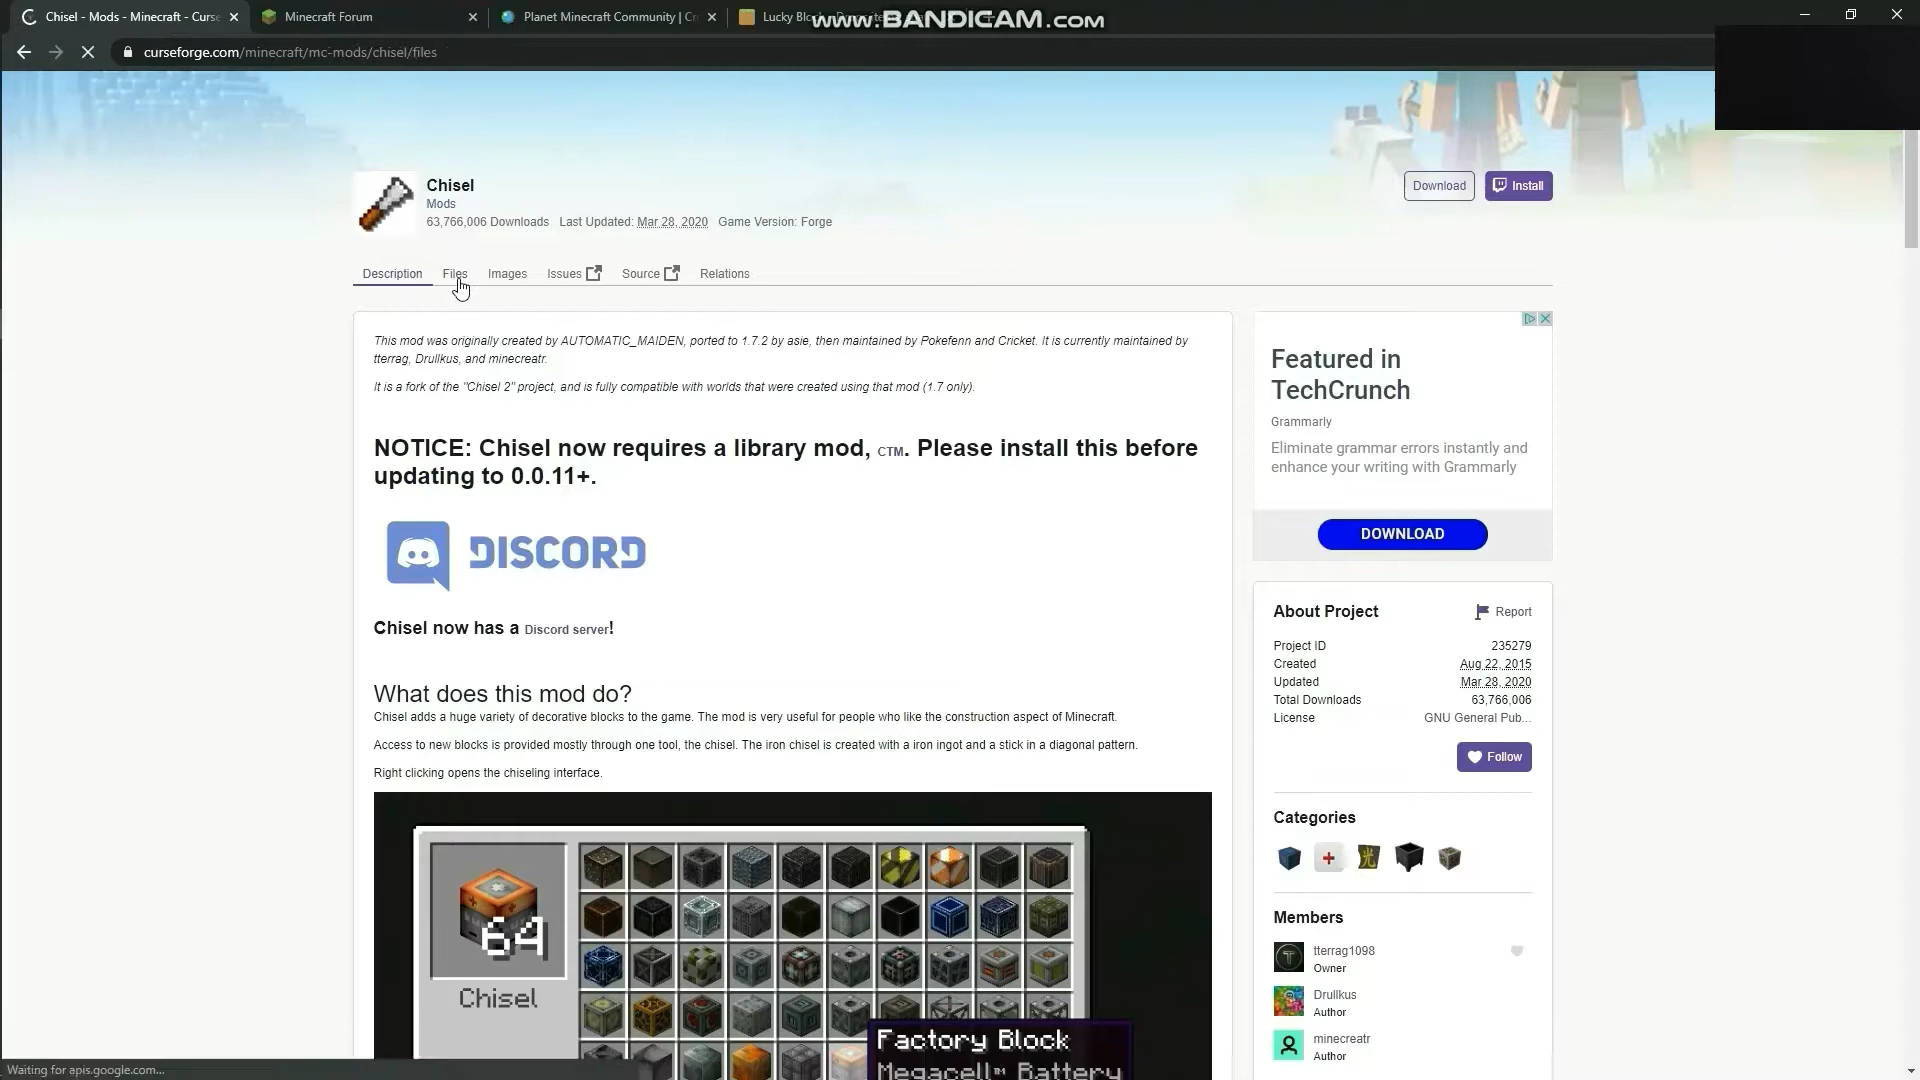 Chisel - Mods - Minecraft - Curse
Minecraft Forum
Planet Minecraft Community | Cr
Lucky Blo
www.BANDICAM.com
curseforge.com/minecraft/mc-mods/chisel/files
Chisel
Mods
63,766,006 Downloads Last Updated: Mar 28, 2020 Game Version: Forge
Download
Install
Description
Files
Images
Issues
Source
Relations
This mod was originally created by AUTOMATIC_MAIDEN, ported to 1.7.2 by asie, then maintained by Pokefenn and Cricket. It is currently maintained by
tterrag, Drullkus, and minecreatr.
It is a fork of the "Chisel 2" project, and is fully compatible with worlds that were created using that mod (1.7 only).
NOTICE: Chisel now requires a library mod, CTM. Please install this before
updating to 0.0.11+.
DISCORD
Chisel now has a Discord server!
What does this mod do?
Chisel adds a huge variety of decorative blocks to the game. The mod is very useful for people who like the construction aspect of Minecraft.
Access to new blocks is provided mostly through one tool, the chisel. The iron chisel is created with a iron ingot and a stick in a diagonal pattern.
Right clicking opens the chiseling interface.
64
Chisel
Factory Block
Megacell™ Battery
Featured in
TechCrunch
Grammarly
Eliminate grammar errors instantly and
enhance your writing with Grammarly
DOWNLOAD
About Project
Report
Project ID 235279
Created Aug 22, 2015
Updated Mar 28, 2020
Total Downloads 63,766,006
License GNU General Pub...
Follow
Categories
光
Members
tterrag1098
Owner
Drullkus
Author
minecreatr
Author
Waiting for apis.google.com...